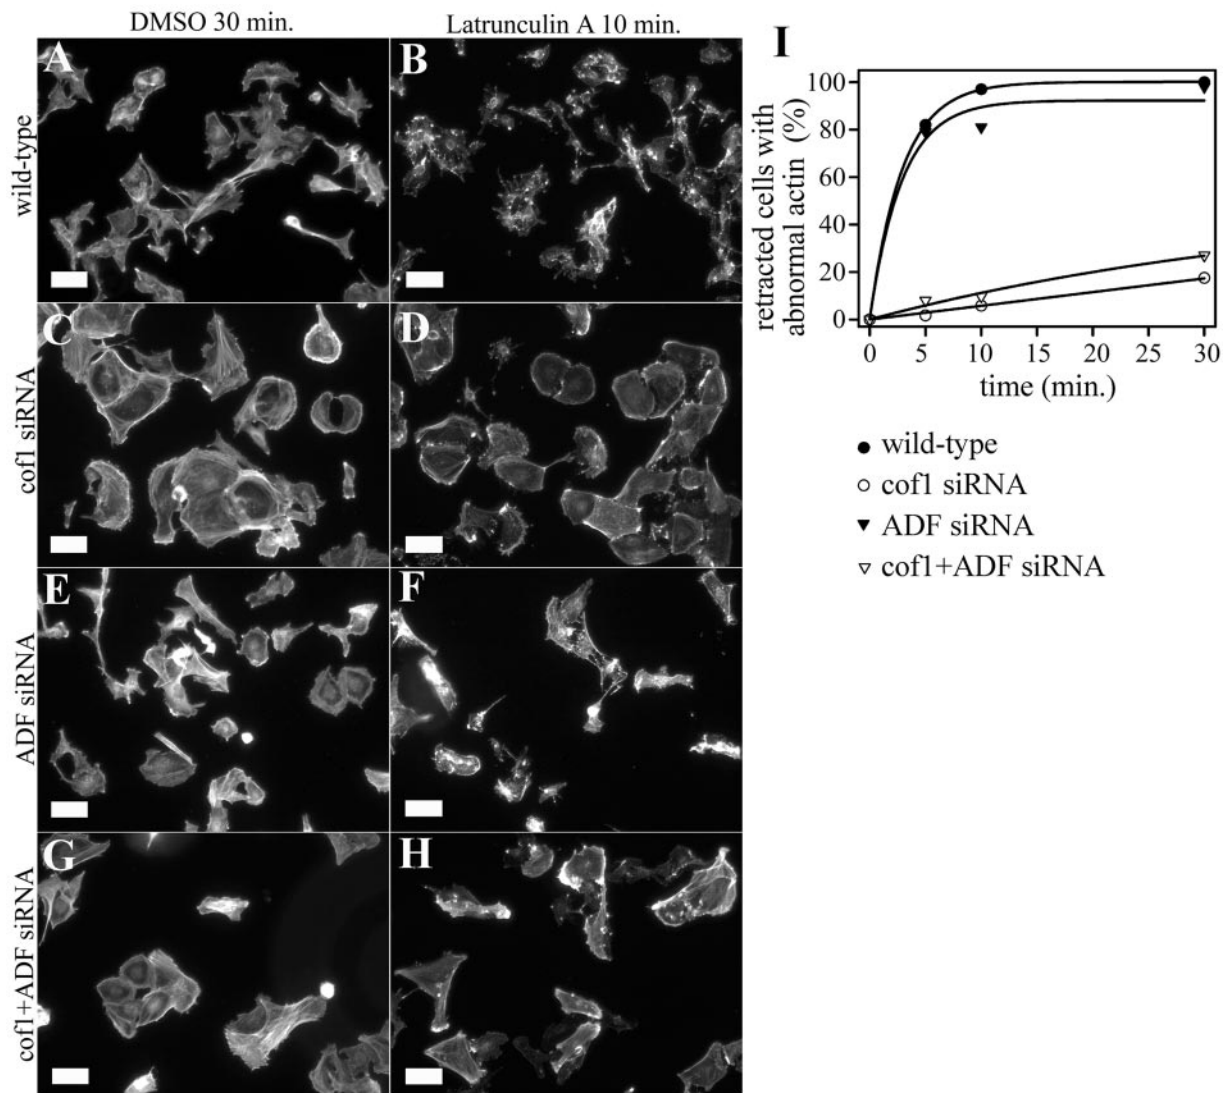 DMSO 30 min.
Latrunculin A 10 min.
wild-type
A
B
cof1 siRNA
C
D
ADF siRNA
E
F
cof1+ADF siRNA
G
H
I
retracted cells with
abnormal actin (%)
100
80
60
40
20
0
0 5 10 15 20 25 30
time (min.)
wild-type
cof1 siRNA
ADF siRNA
cof1+ADF siRNA